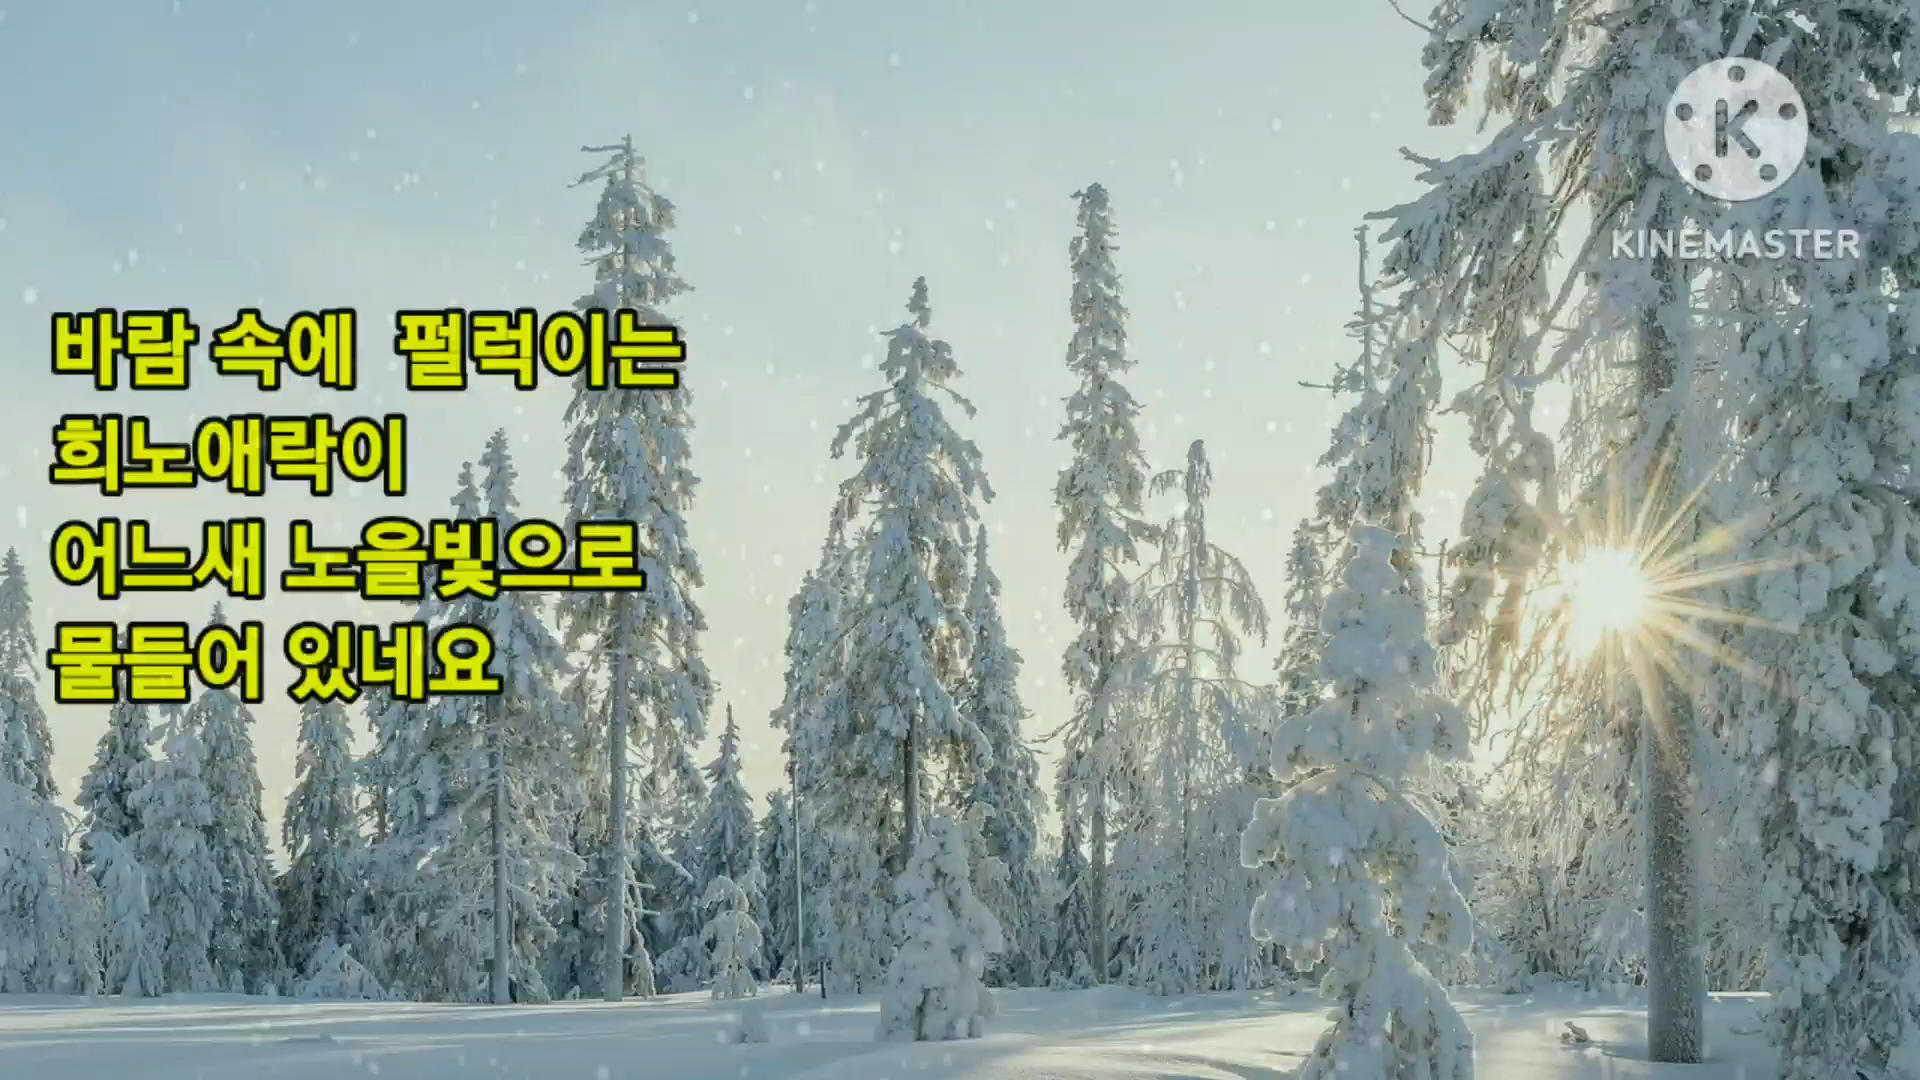 바람 속에  펄럭이는
희노애락이
어느새 노을빛으로
물들어 있네요
K
KINEMASTER